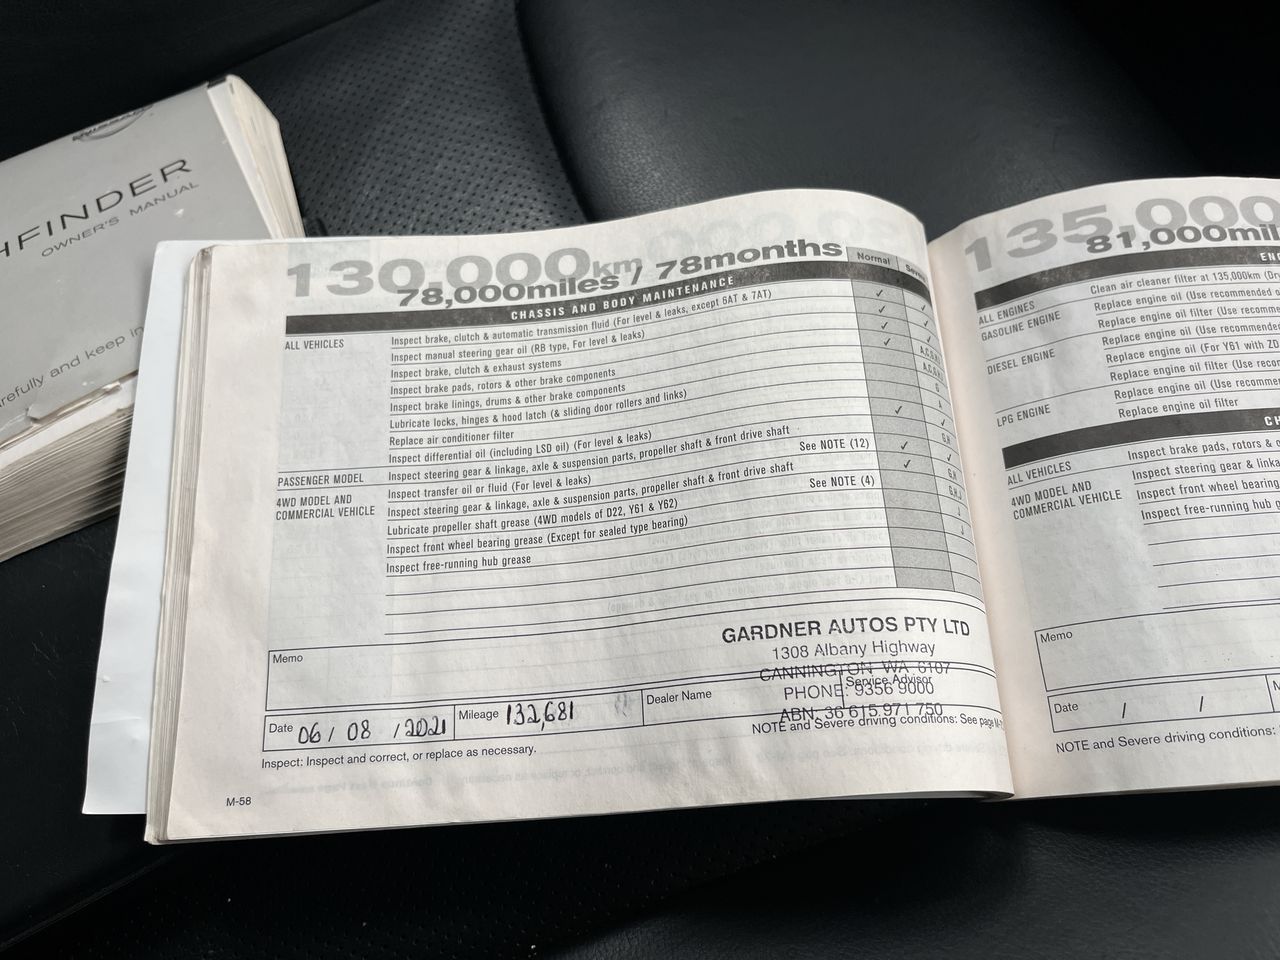 NISSAN
HFINDER
OWNER'S MANUAL
refully and keep in
130,000km / 78months
78,000miles
Normal
CHASSIS AND BODY MAINTENANCE
ALL VEHICLES
Inspect brake, clutch & automatic transmission fluid (For level & leaks, except 6AT & 7AT)
Inspect manual steering gear oil (RB type, For level & leaks)
Inspect brake, clutch & exhaust systems
Inspect brake pads, rotors & other brake components
Inspect brake linings, drums & other brake components
Lubricate locks, hinges & hood latch (& sliding door rollers and links)
Replace air conditioner filter
Inspect differential oil (including LSD oil) (For level & leaks)
PASSENGER MODEL
Inspect steering gear & linkage, axle & suspension parts, propeller shaft & front drive shaft
4WD MODEL AND COMMERCIAL VEHICLE
Inspect transfer oil or fluid (For level & leaks) See NOTE (12)
Inspect steering gear & linkage, axle & suspension parts, propeller shaft & front drive shaft
Lubricate propeller shaft grease (4WD models of D22, Y61 & Y62) See NOTE (4)
Inspect front wheel bearing grease (Except for sealed type bearing)
Inspect free-running hub grease
Memo
GARDNER AUTOS PTY LTD
1308 Albany Highway
CANNINGTON WA 6107
PHONE: 9356 9000
ABN: 36 615 971 750
Date 06 / 08 / 2021
Mileage 132,681
Dealer Name
Service Advisor
NOTE and Severe driving conditions: See page M-7
Inspect: Inspect and correct, or replace as necessary.
M-58
135,000
81,000mil
ALL ENGINES
Clean air cleaner filter at 135,000km (Dr
GASOLINE ENGINE
Replace engine oil (Use recommended o
Replace engine oil filter (Use recomm
DIESEL ENGINE
Replace engine oil (Use recommende
Replace engine oil (For Y61 with ZD
Replace engine oil filter (Use recor
LPG ENGINE
Replace engine oil (Use recomme
Replace engine oil filter
CH
ALL VEHICLES
Inspect brake pads, rotors & o
4WD MODEL AND
COMMERCIAL VEHICLE
Inspect steering gear & linka
Inspect front wheel bearing
Inspect free-running hub g
Memo
Date / /
NOTE and Severe driving conditions: